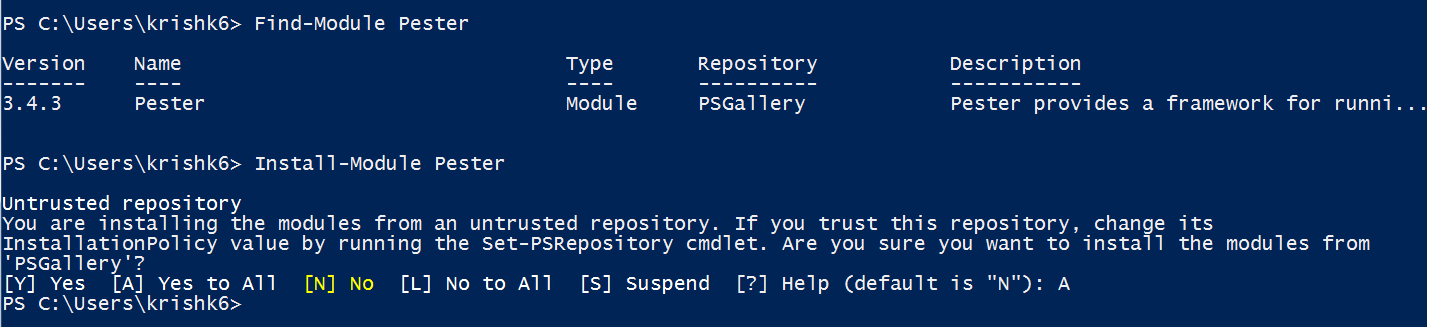 PS C:\Users\krishk6> Find-Module Pester
Version Name Type Repository Description
------- ---- ---- ---------- -----------
3.4.3 Pester Module PSGallery Pester provides a framework for runni...
PS C:\Users\krishk6> Install-Module Pester
Untrusted repository
You are installing the modules from an untrusted repository. If you trust this repository, change its
InstallationPolicy value by running the Set-PSRepository cmdlet. Are you sure you want to install the modules from
'PSGallery'?
[Y] Yes [A] Yes to All [N] No [L] No to All [S] Suspend [?] Help (default is "N"): A
PS C:\Users\krishk6>